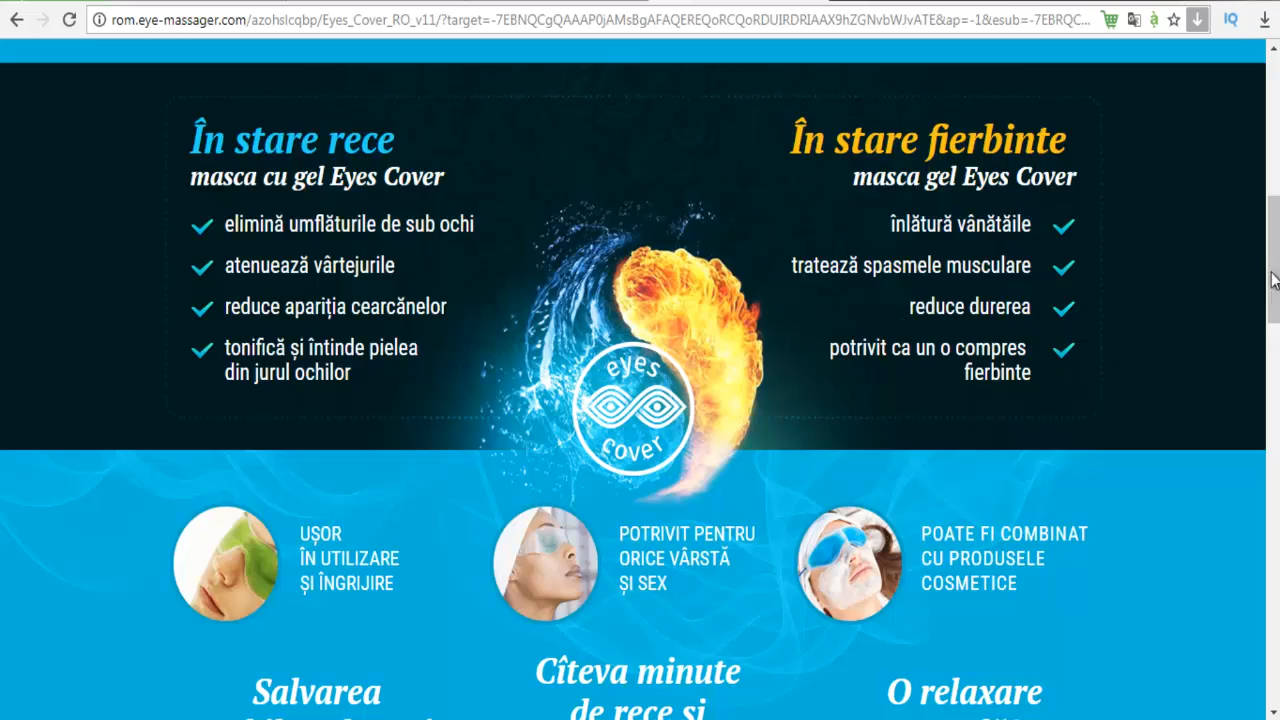 rom.eye-massager.com/azohslcqbp/Eyes_Cover_RO_v11/?target=-7EBNQCgQAAAP0jAMsBgAFAQEREQoRCQoRDUIRDRIAAX9hZGNvbWJvATE&ap=-1&esub=-7EBRQC...
IQ
În stare rece
masca cu gel Eyes Cover
elimină umflăturile de sub ochi
atenuează vârtejurile
reduce apariția cearcănelor
tonifică și întinde pielea
din jurul ochilor
În stare fierbinte
masca gel Eyes Cover
înlătură vânătăile
tratează spasmele musculare
reduce durerea
potrivit ca un o compres
fierbinte
eyes
cover
UȘOR
ÎN UTILIZARE
ȘI ÎNGRIJIRE
POTRIVIT PENTRU
ORICE VÂRSTĂ
ȘI SEX
POATE FI COMBINAT
CU PRODUSELE
COSMETICE
Salvarea
Cîteva minute
de rece și
O relaxare